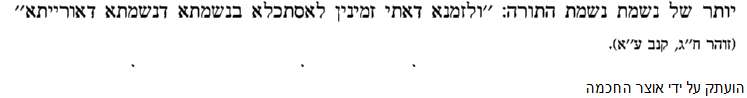 יותר של נשמת נשמת התורה: ״ולזמנא דאתי זמינין לאסתכלא בנשמתא דנשמתא דאורייתא״
(זוהר ח״ג, קנב ע״א).
הועתק על ידי אוצר החכמה